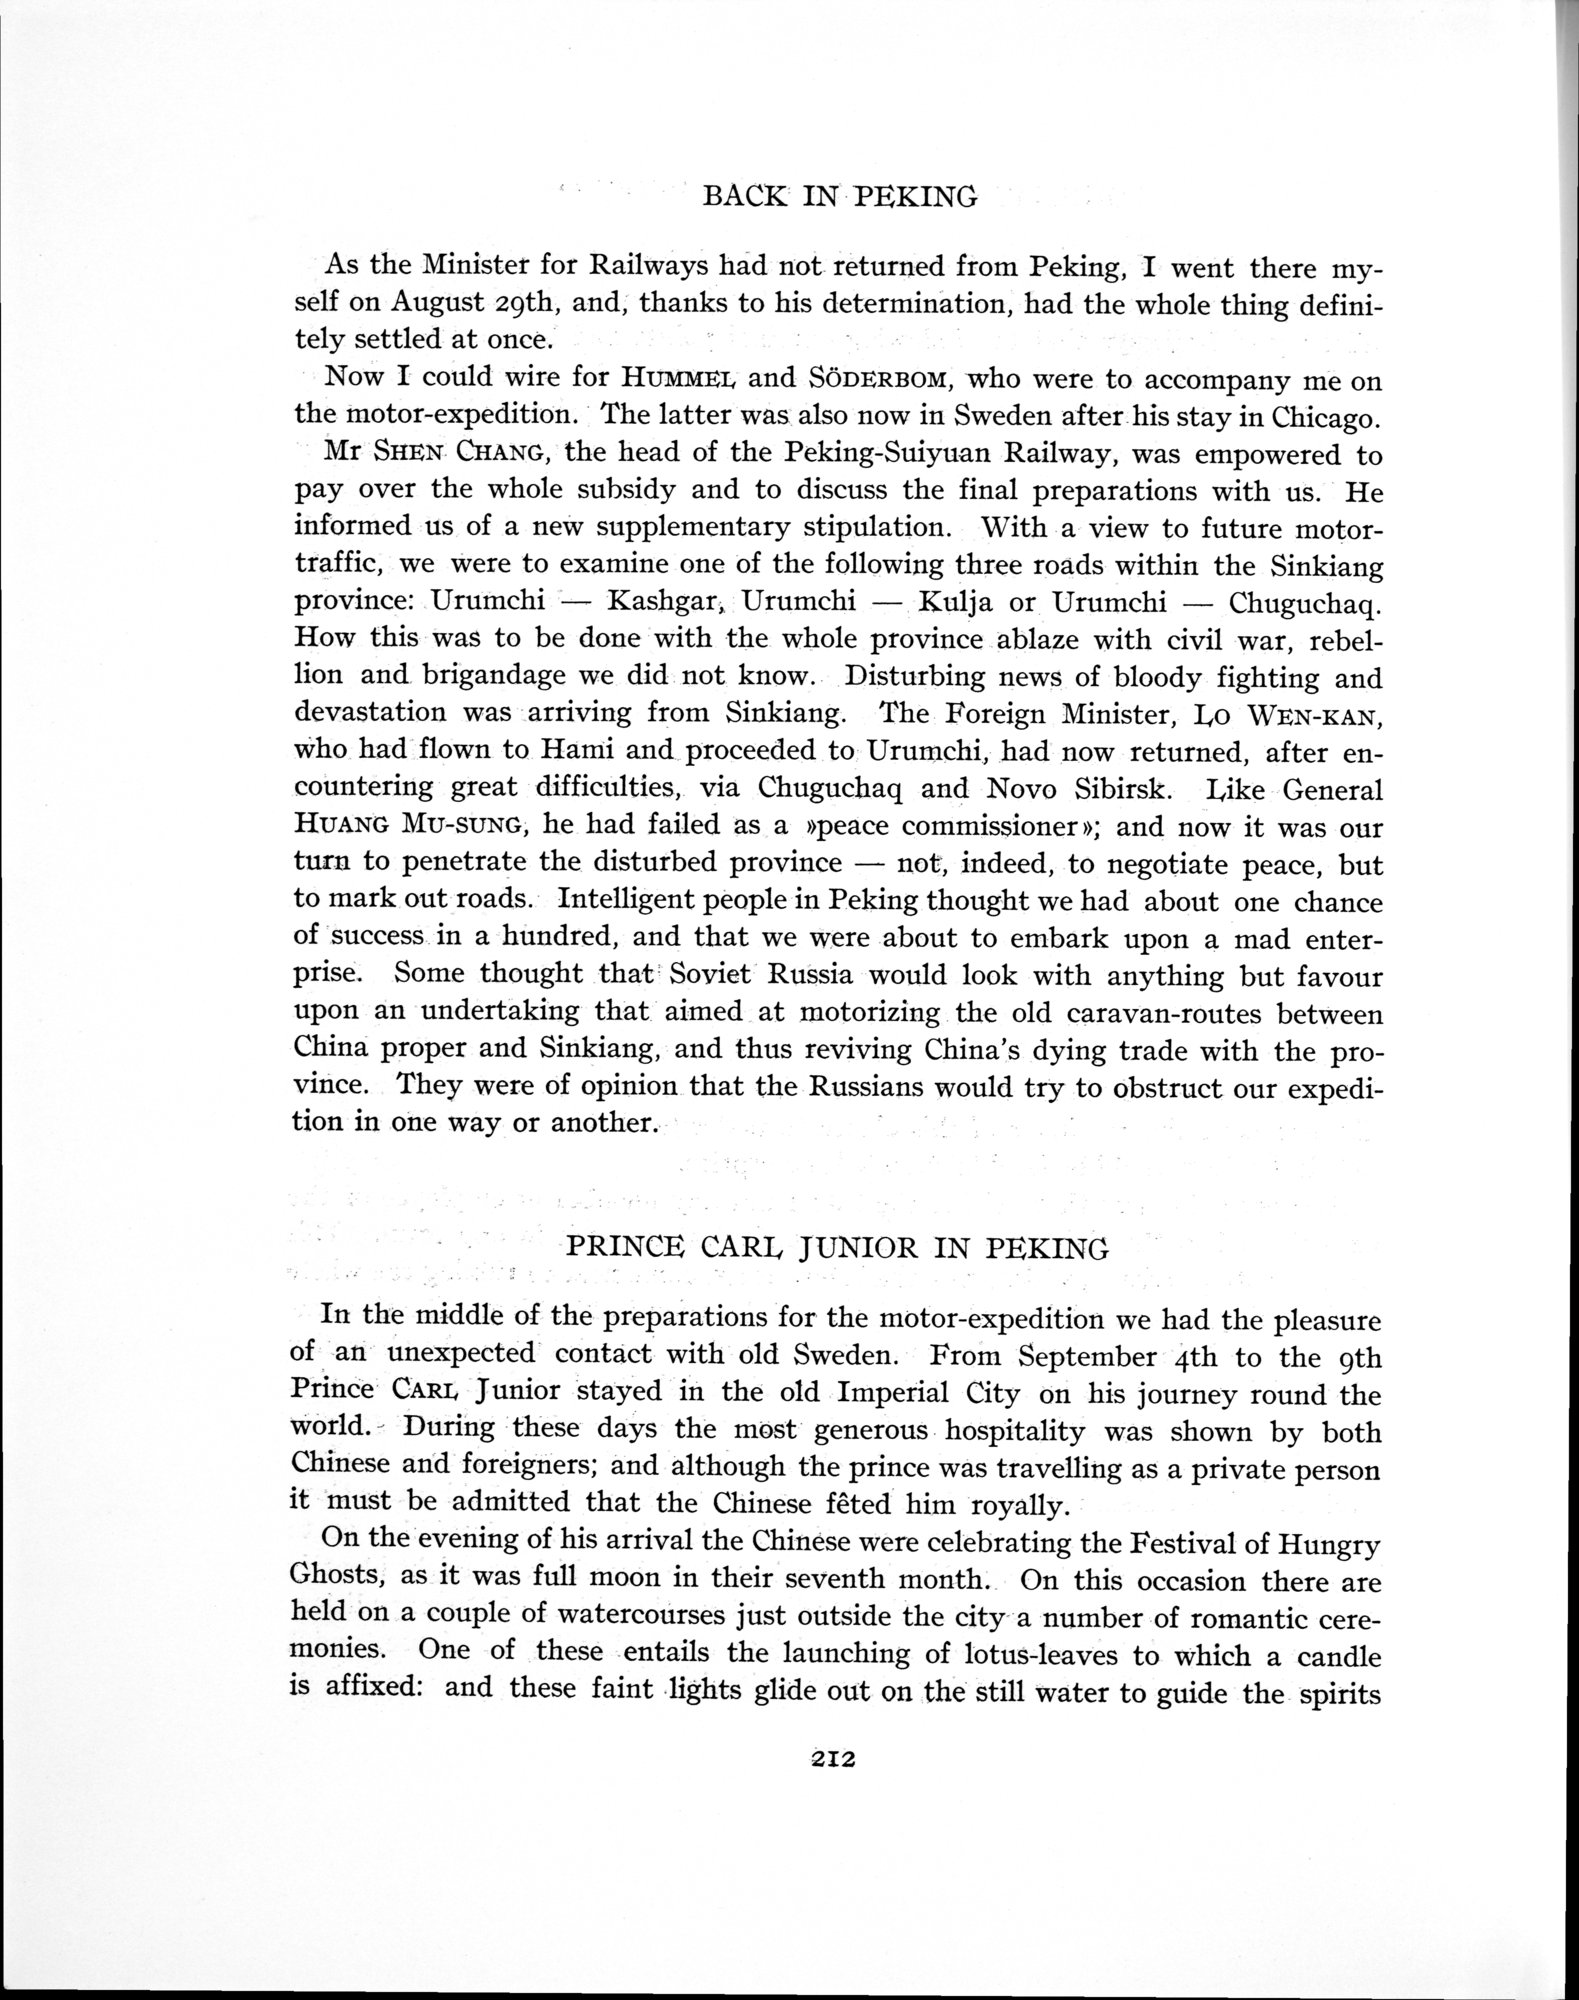 BACK IN PEKING
As the Minister for Railways had not returned from Peking, I went there my-
self on August 29th, and, thanks to his determination, had the whole thing defini-
tely settled at once.
Now I could wire for HUMMEL and SÖDERBOM, who were to accompany me on
the motor-expedition. The latter was also now in Sweden after his stay in Chicago.
Mr SHEN CHANG, the head of the Peking-Suiyuan Railway, was empowered to
pay over the whole subsidy and to discuss the final preparations with us. He
informed us of a new supplementary stipulation. With a view to future motor-
traffic, we were to examine one of the following three roads within the Sinkiang
province: Urumchi — Kashgar, Urumchi — Kulja or Urumchi — Chuguchaq.
How this was to be done with the whole province ablaze with civil war, rebel-
lion and brigandage we did not know. Disturbing news of bloody fighting and
devastation was arriving from Sinkiang. The Foreign Minister, LO WEN-KAN,
who had flown to Hami and proceeded to Urumchi, had now returned, after en-
countering great difficulties, via Chuguchaq and Novo Sibirsk. Like General
HUANG MU-SUNG, he had failed as a »peace commissioner»; and now it was our
turn to penetrate the disturbed province — not, indeed, to negotiate peace, but
to mark out roads. Intelligent people in Peking thought we had about one chance
of success in a hundred, and that we were about to embark upon a mad enter-
prise. Some thought that Soviet Russia would look with anything but favour
upon an undertaking that aimed at motorizing the old caravan-routes between
China proper and Sinkiang, and thus reviving China's dying trade with the pro-
vince. They were of opinion that the Russians would try to obstruct our expedi-
tion in one way or another.
PRINCE CARL JUNIOR IN PEKING
In the middle of the preparations for the motor-expedition we had the pleasure
of an unexpected contact with old Sweden. From September 4th to the 9th
Prince CARL Junior stayed in the old Imperial City on his journey round the
world. During these days the most generous hospitality was shown by both
Chinese and foreigners; and although the prince was travelling as a private person
it must be admitted that the Chinese fêted him royally.
On the evening of his arrival the Chinese were celebrating the Festival of Hungry
Ghosts, as it was full moon in their seventh month. On this occasion there are
held on a couple of watercourses just outside the city a number of romantic cere-
monies. One of these entails the launching of lotus-leaves to which a candle
is affixed: and these faint lights glide out on the still water to guide the spirits
212